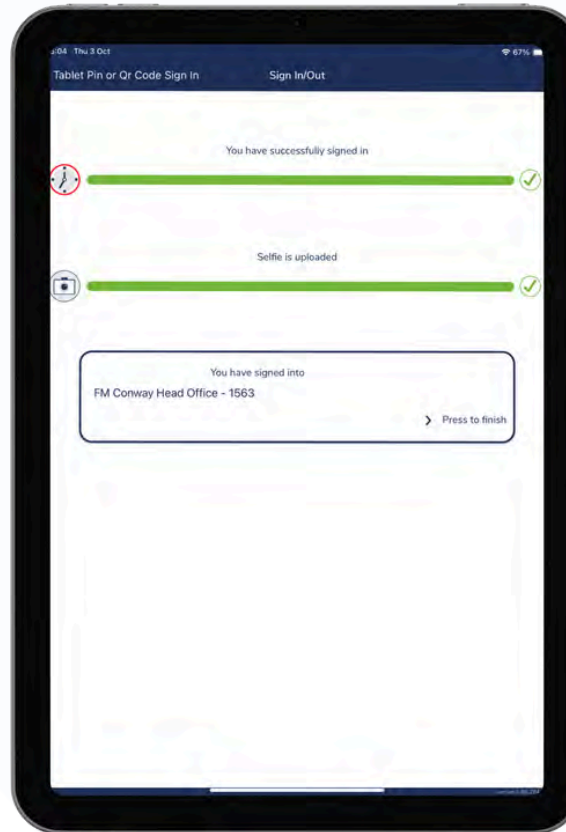 Thu 3 Oct
67%
Tablet Pin or Qr Code Sign In
Sign In/Out
You have successfully signed in
Selfie is uploaded
You have signed into
FM Conway Head Office - 1563
> Press to finish